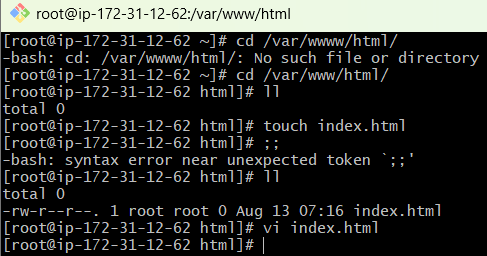 root@ip-172-31-12-62:/var/www/html
[root@ip-172-31-12-62 ~]# cd /var/wwww/html/
-bash: cd: /var/wwww/html/: No such file or directory
[root@ip-172-31-12-62 ~]# cd /var/www/html/
[root@ip-172-31-12-62 html]# ll
total 0
[root@ip-172-31-12-62 html]# touch index.html
[root@ip-172-31-12-62 html]# ;;
-bash: syntax error near unexpected token `;;'
[root@ip-172-31-12-62 html]# ll
total 0
-rw-r--r--. 1 root root 0 Aug 13 07:16 index.html
[root@ip-172-31-12-62 html]# vi index.html
[root@ip-172-31-12-62 html]#